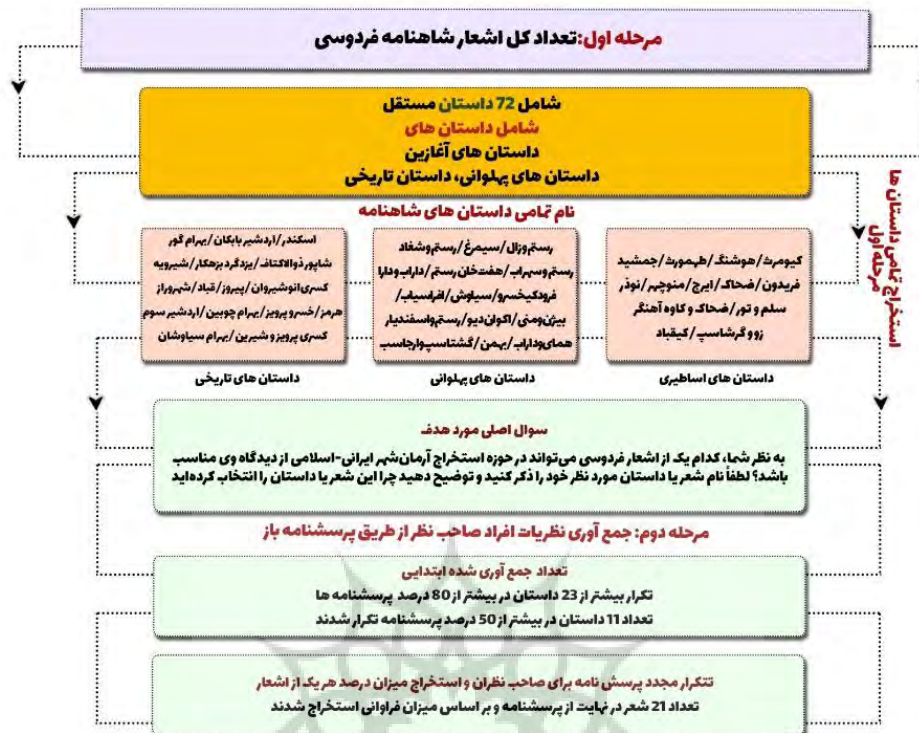 مرحله اول: تعداد کل اشعار شاهنامه فردوسی
شامل 72 داستان مستقل
شامل داستان های
داستان های آغازین
داستان های پهلوانی، داستان تاریخی
نام تمامی داستان های شاهنامه
استخراج تمامی داستان ها
مرحله اول
کیومرث/ هوشنگ/ طهمورث/ جمشید
فریدون/ ضحاک/ ایرج/ منوچهر/ نوذر
سلم و تور/ ضحاک و کاوه آهنگر
زوو گرشاسپ/ کیقباد
داستان های اساطیری
رستم وزال/ سیمرغ/ رستم وشغاد
رستم و سهراب/ هفت خان رستم/ داراب ودارا
فرود کیخسرو/ سیاوش/ افراسیاب/
بیژن ومنی/ اکوان دیو/ رستم واسفندیار
همای وداراب/ بهمن/ گشتاسپ وارجاسب
داستان های پهلوانی
اسکندر/ اردشیر بابکان/ بهرام گور
شاپور ذوالاکتاف/ یزدگرد بزهکار/ شیرویه
کسری انوشیروان/ پیروز/ قباد/ شهروراز
هرمز/ خسرو پرویز/ بهرام چوبین/ اردشیر سوم
کسری پرویز و شیرین/ بهرام سیاوشان
داستان های تاریخی
سوال اصلی مورد هدف
به نظر شما، کدام یک از اشعار فردوسی می‌تواند در حوزه استخراج آرمان‌شهر ایرانی-اسلامی از دیدگاه وی مناسب
باشد؟ لطفاً نام شعر یا داستان مورد نظر خود را ذکر کنید و توضیح دهید چرا این شعر یا داستان را انتخاب کرده‌اید
مرحله دوم: جمع آوری نظریات افراد صاحب نظر از طریق پرسشنامه باز
تعداد جمع آوری شده ابتدایی
تکرار بیشتر از 23 داستان در بیشتر از 80 درصد پرسشنامه ها
تعداد 11 داستان در بیشتر از 50 درصد پرسشنامه تکرار شدند
تتکرار مجدد پرسش نامه برای صاحب نظران و استخراج میزان درصد هر یک از اشعار
تعداد 21 شعر در نهایت از پرسشنامه و بر اساس میزان فراوانی استخراج شدند